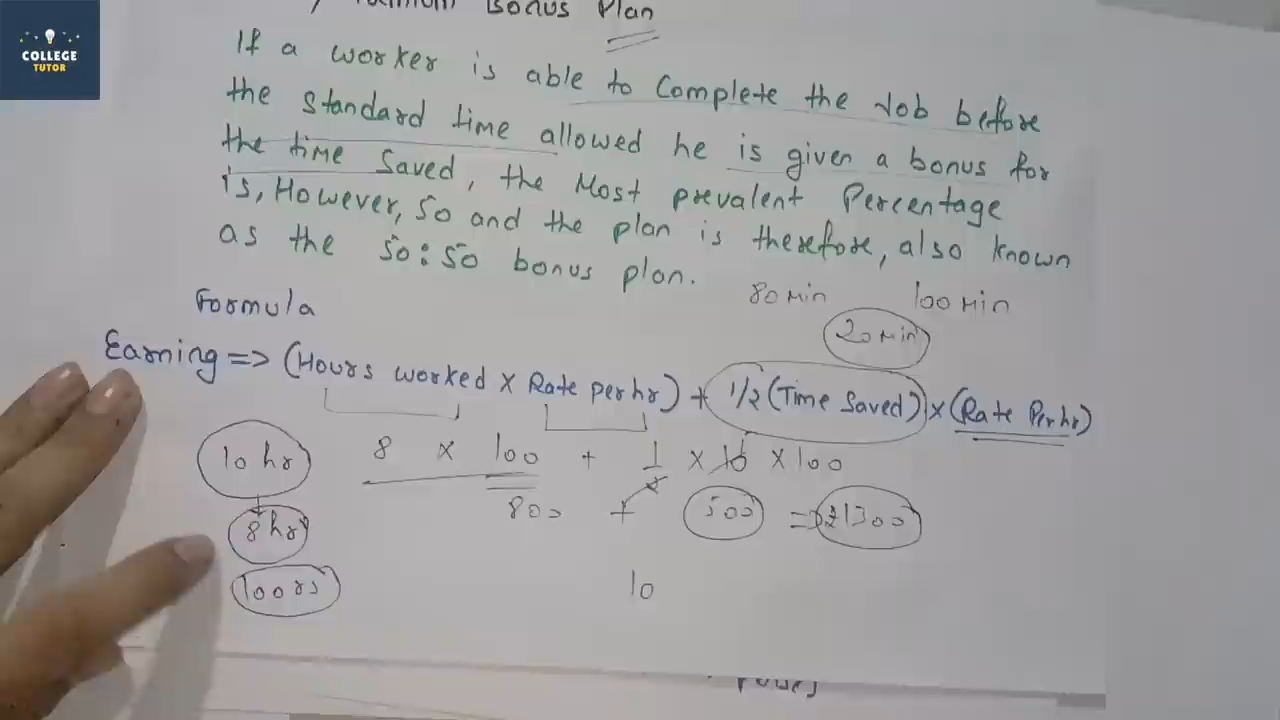 COLLEGE
TUTOR
Bonus Plan
If a worker is able to Complete the Job before
the standard time allowed he is given a bonus for
the time saved, the Most prevalent Percentage
is, However, 50 and the plan is therefore, also known
as the 50:50 bonus plan.
80 Min 100 Min
20 Min
Formula
Earning => (Hours worked X Rate per hr) + 1/2 (Time Saved) x (Rate Per hr)
10 hr 8 x 100 + 1 x 10 x 100
8 hr 800 + 500 => ₹1300
100 rs 10